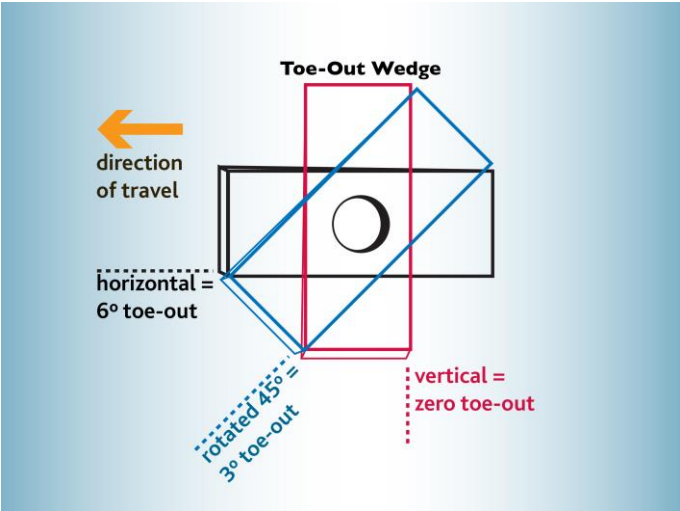 Toe-Out Wedge
direction
of travel
horizontal =
6º toe-out
rotated 45º =
3º toe-out
vertical =
zero toe-out